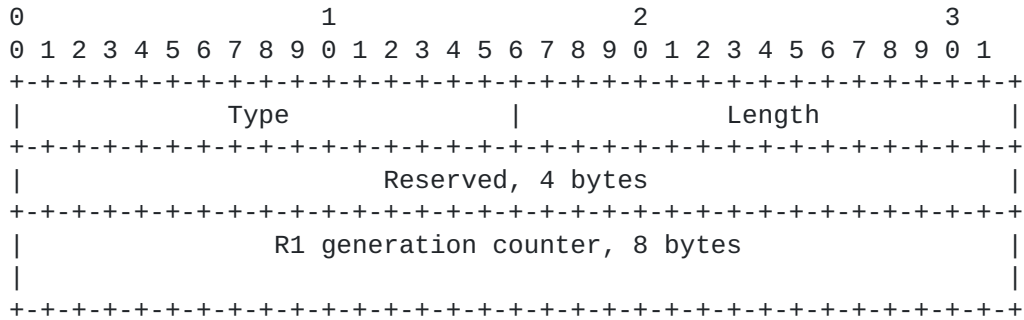 0                   1                   2                   3
0 1 2 3 4 5 6 7 8 9 0 1 2 3 4 5 6 7 8 9 0 1 2 3 4 5 6 7 8 9 0 1
+-+-+-+-+-+-+-+-+-+-+-+-+-+-+-+-+-+-+-+-+-+-+-+-+-+-+-+-+-+-+-+-+
|             Type              |             Length            |
+-+-+-+-+-+-+-+-+-+-+-+-+-+-+-+-+-+-+-+-+-+-+-+-+-+-+-+-+-+-+-+-+
|                       Reserved, 4 bytes                       |
+-+-+-+-+-+-+-+-+-+-+-+-+-+-+-+-+-+-+-+-+-+-+-+-+-+-+-+-+-+-+-+-+
|                R1 generation counter, 8 bytes                 |
|                                                               |
+-+-+-+-+-+-+-+-+-+-+-+-+-+-+-+-+-+-+-+-+-+-+-+-+-+-+-+-+-+-+-+-+